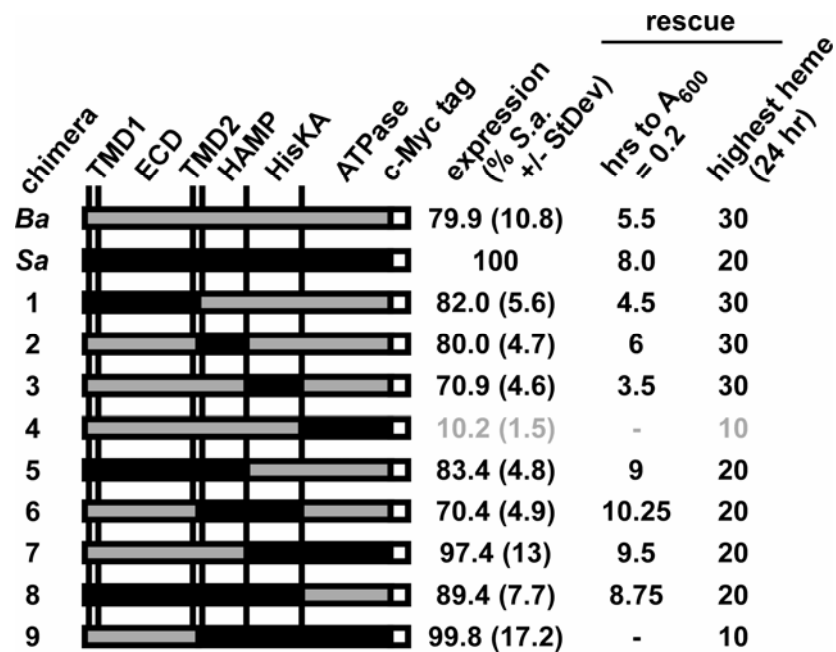 rescue
chimera
TMD1
ECD
TMD2
HAMP
HisKA
ATPase
c-Myc tag
expression
(% S.a.
+/- StDev)
hrs to A600
= 0.2
highest heme
(24 hr)
Ba 79.9 (10.8) 5.5 30
Sa 100 8.0 20
1 82.0 (5.6) 4.5 30
2 80.0 (4.7) 6 30
3 70.9 (4.6) 3.5 30
4 10.2 (1.5) - 10
5 83.4 (4.8) 9 20
6 70.4 (4.9) 10.25 20
7 97.4 (13) 9.5 20
8 89.4 (7.7) 8.75 20
9 99.8 (17.2) - 10